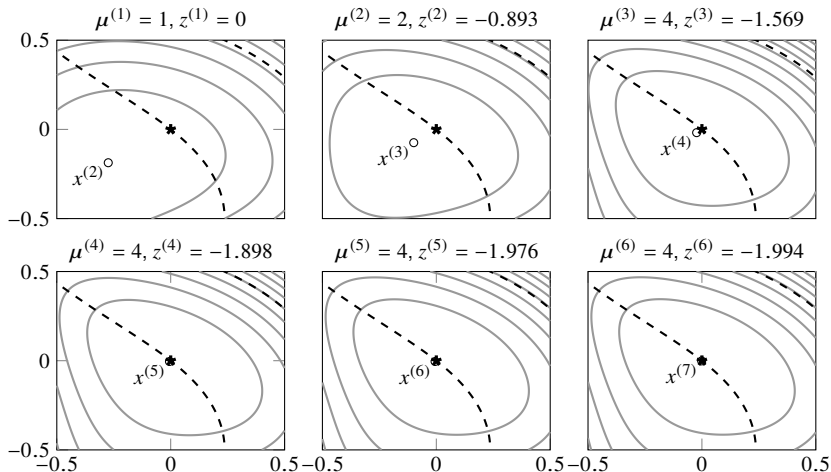 μ⁽¹⁾ = 1, z⁽¹⁾ = 0
μ⁽²⁾ = 2, z⁽²⁾ = −0.893
μ⁽³⁾ = 4, z⁽³⁾ = −1.569
0.5
0
−0.5
x⁽²⁾
x⁽³⁾
x⁽⁴⁾
μ⁽⁴⁾ = 4, z⁽⁴⁾ = −1.898
μ⁽⁵⁾ = 4, z⁽⁵⁾ = −1.976
μ⁽⁶⁾ = 4, z⁽⁶⁾ = −1.994
0.5
0
−0.5
x⁽⁵⁾
x⁽⁶⁾
x⁽⁷⁾
−0.5 0 0.5
−0.5 0 0.5
−0.5 0 0.5